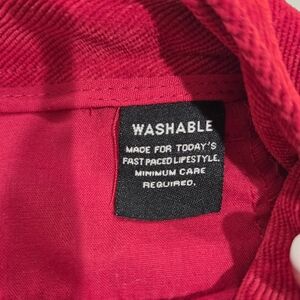 WASHABLE
MADE FOR TODAY'S
FAST PACED LIFESTYLE.
MINIMUM CARE
REQUIRED.